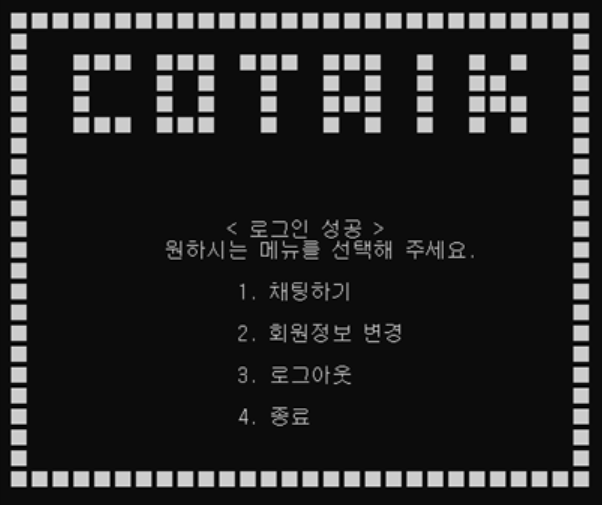 COTAIK
< 로그인 성공 >
원하시는 메뉴를 선택해 주세요.
1. 채팅하기
2. 회원정보 변경
3. 로그아웃
4. 종료